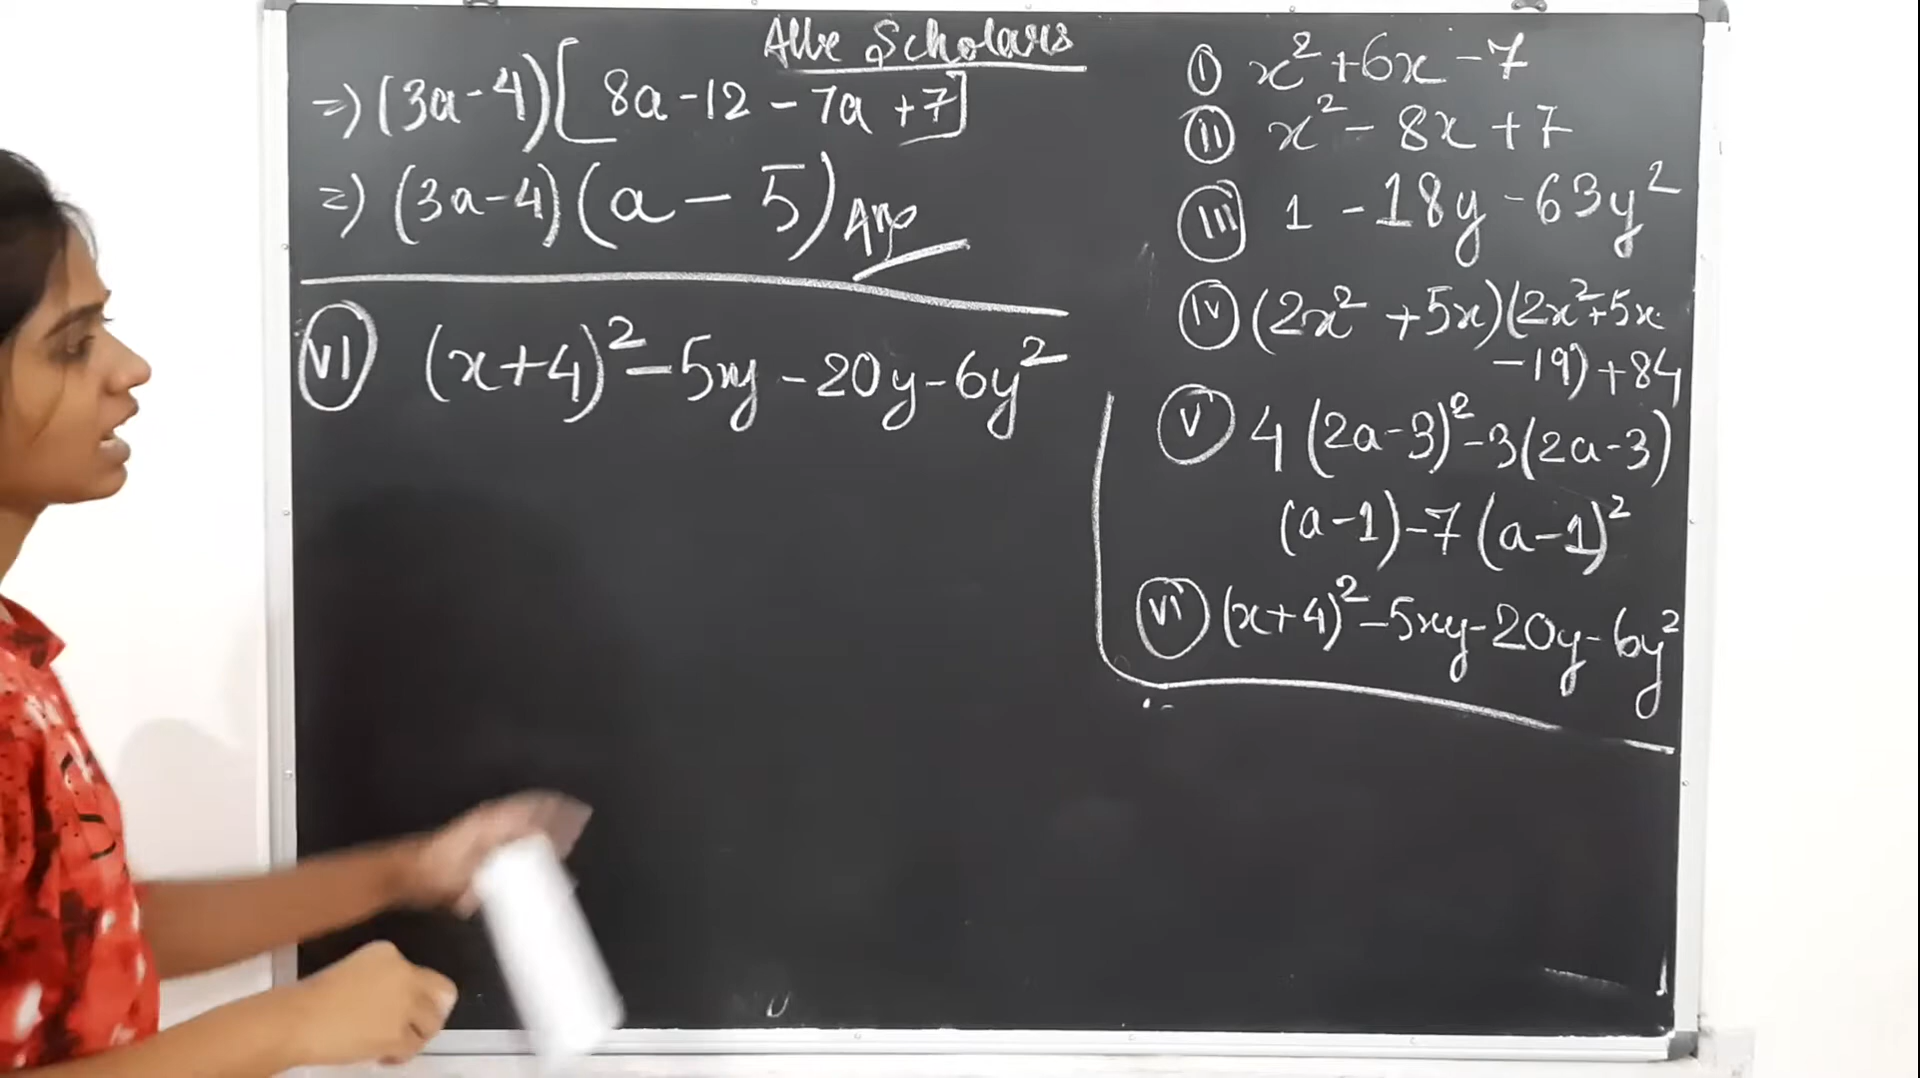 Alve Scholars
⇒ (3a-4)[8a-12-7a+7]
⇒ (3a-4)(a-5) Ans
(vi) (x+4)²-5xy-20y-6y²
(i) x²+6x-7
(ii) x²-8x+7
(iii) 1-18y-63y²
(iv) (2x²+5x)(2x²+5x
-19)+84
(v) 4(2a-3)²-3(2a-3)
(a-1)-7(a-1)²
(vi) (x+4)²-5xy-20y-6y²